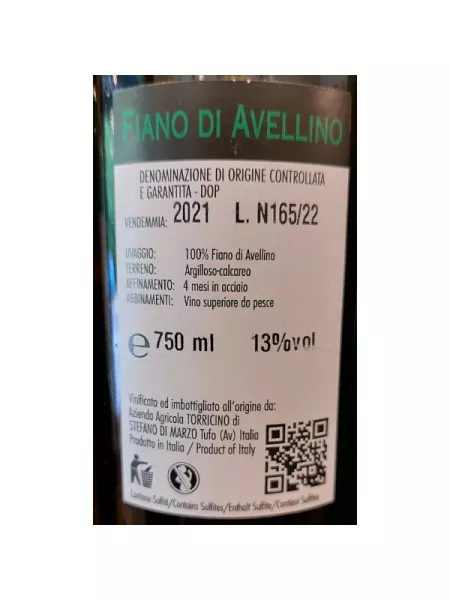 FIANO DI AVELLINO
DENOMINAZIONE DI ORIGINE CONTROLLATA
E GARANTITA - DOP
VENDEMMIA: 2021 L. N165/22
UVAGGIO: 100% Fiano di Avellino
TERRENO: Argilloso-calcareo
AFFINAMENTO: 4 mesi in acciaio
ABBINAMENTI: Vino superiore da pesce
e 750 ml 13%vol
Vinificato ed imbottigliato all'origine da:
Azienda Agricola TORRICINO di
STEFANO DI MARZO Tufo (Av) Italia
Prodotto in Italia / Product of Italy
Contiene Solfiti/Contains Sulfites/Enthalt Sulfite/Contient Sulfites